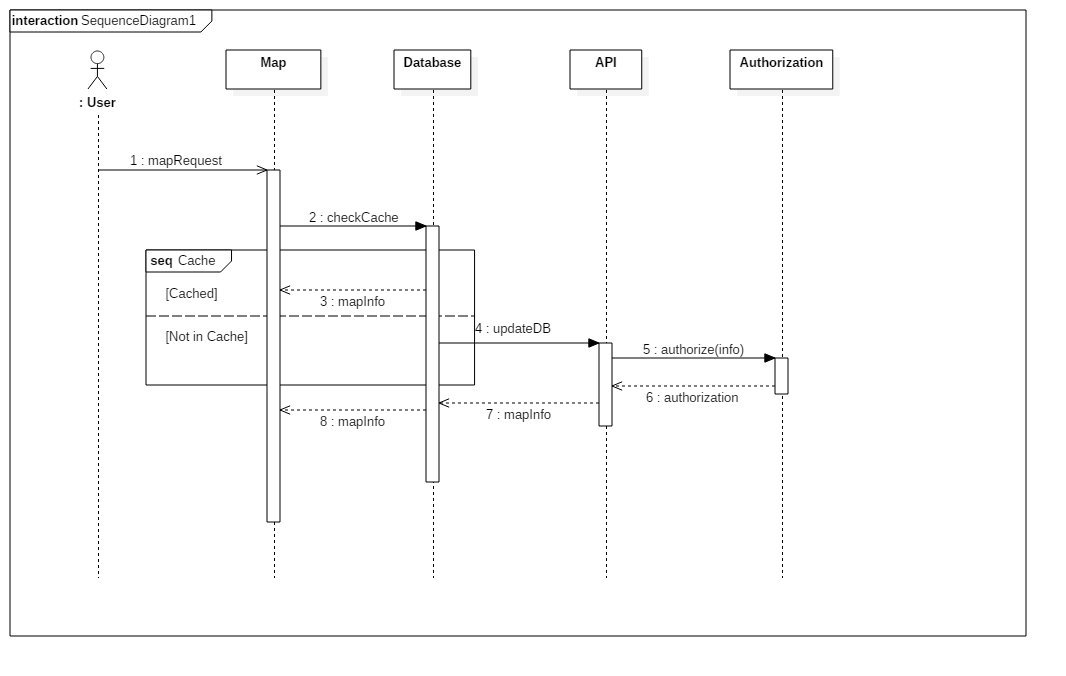 interaction SequenceDiagram1
: User
Map
Database
API
Authorization
1 : mapRequest
2 : checkCache
seq Cache
[Cached]
3 : mapInfo
[Not in Cache]
4 : updateDB
5 : authorize(info)
6 : authorization
7 : mapInfo
8 : mapInfo